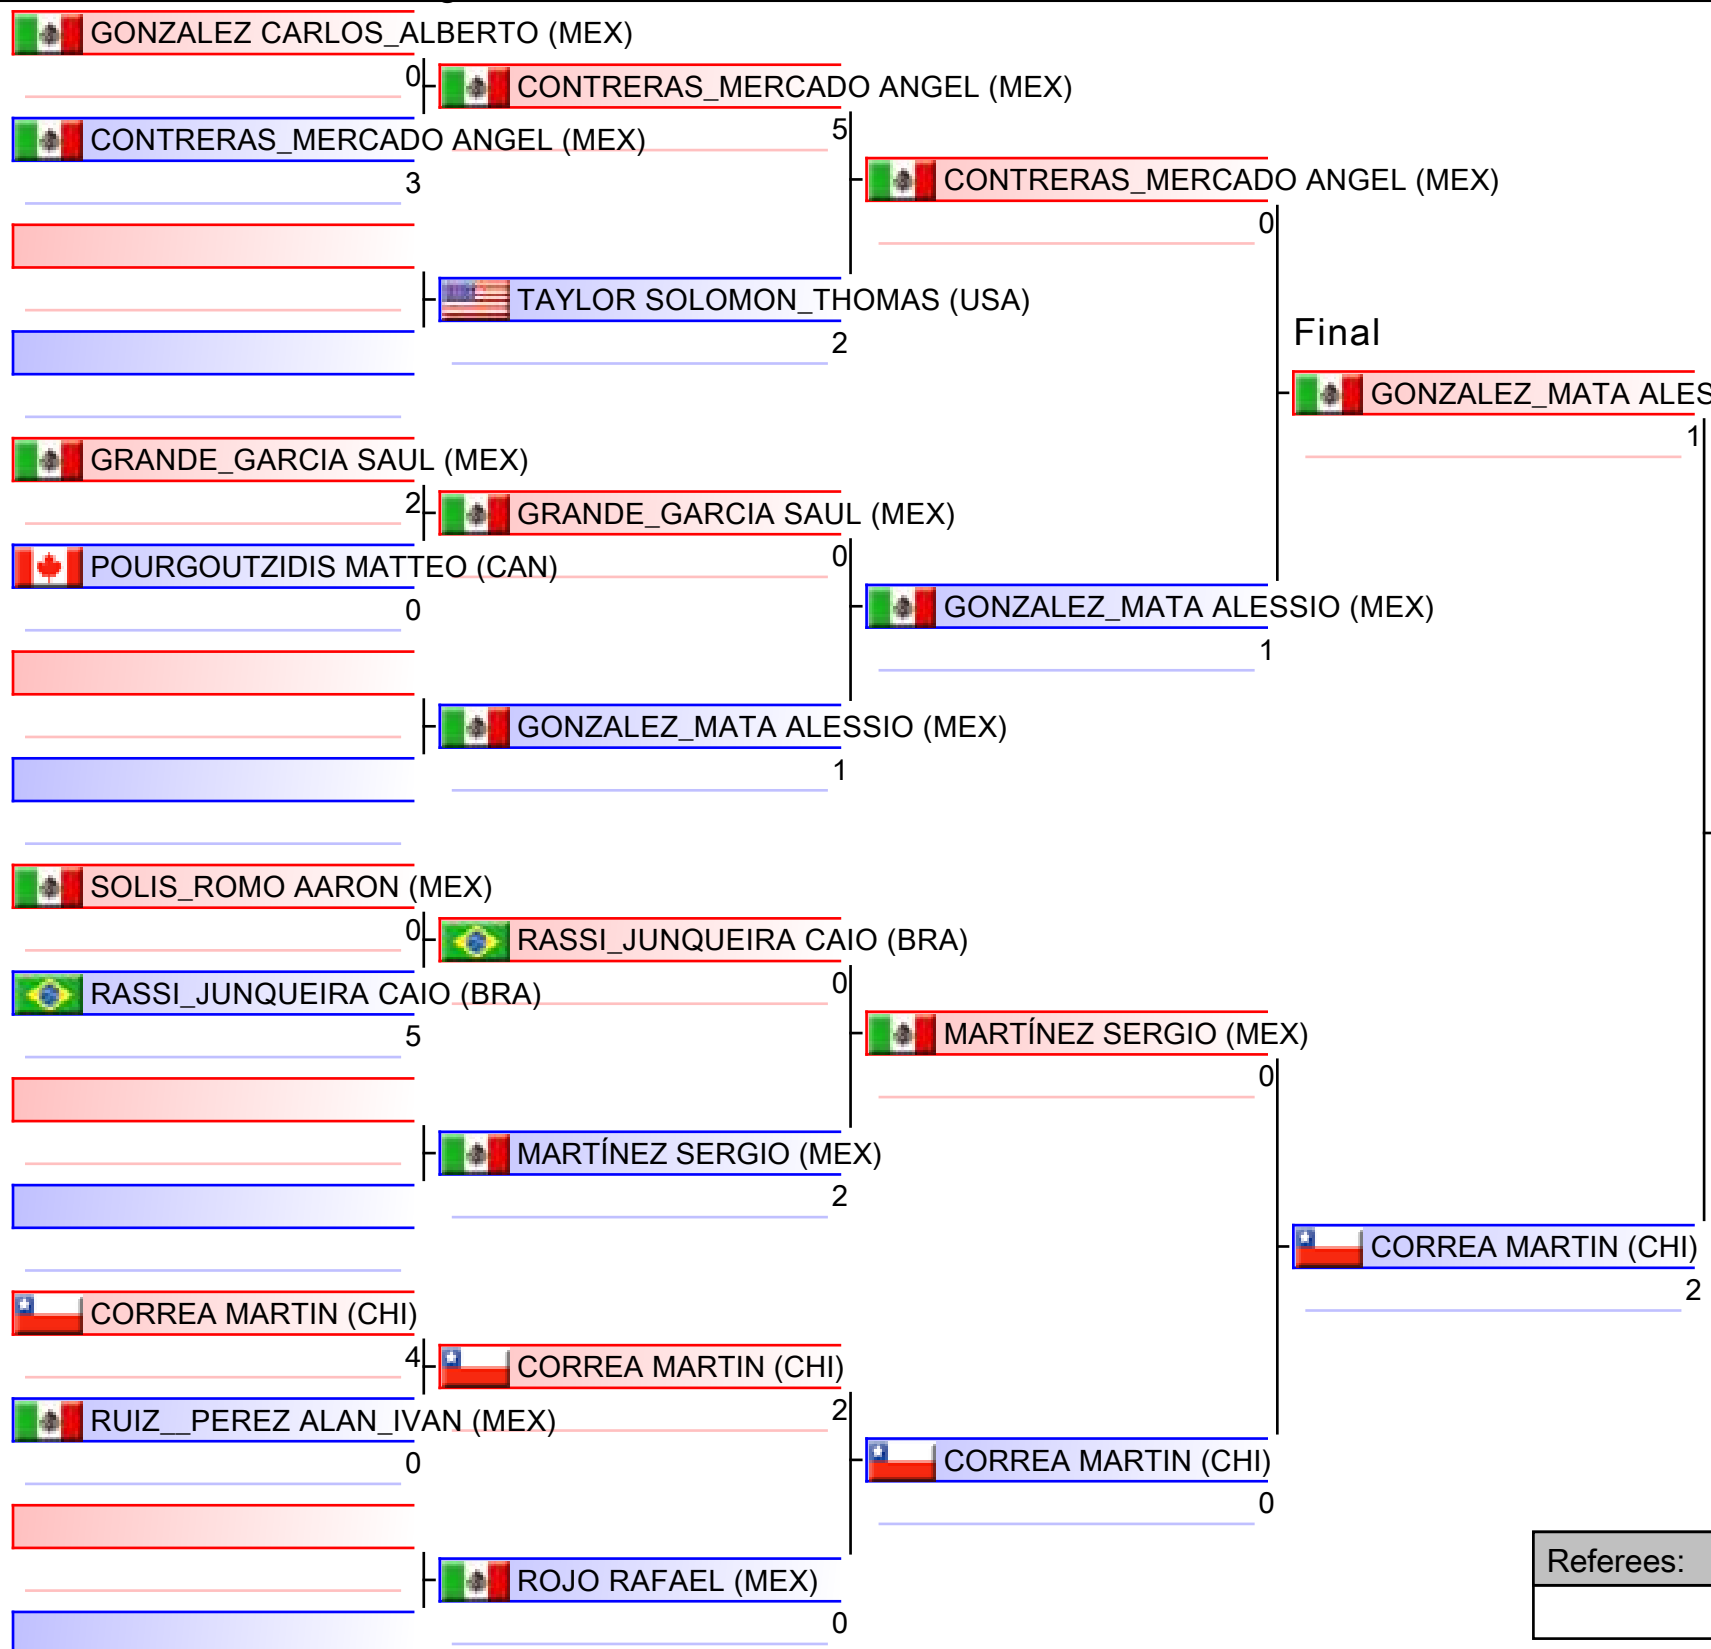 GONZALEZ CARLOS_ALBERTO (MEX)
0
CONTRERAS_MERCADO ANGEL (MEX)
3
GRANDE_GARCIA SAUL (MEX)
2
POURGOUTZIDIS MATTEO (CAN)
0
SOLIS_ROMO AARON (MEX)
0
RASSI_JUNQUEIRA CAIO (BRA)
5
CORREA MARTIN (CHI)
4
RUIZ__PEREZ ALAN_IVAN (MEX)
0
CONTRERAS_MERCADO ANGEL (MEX)
5
TAYLOR SOLOMON_THOMAS (USA)
2
GRANDE_GARCIA SAUL (MEX)
0
GONZALEZ_MATA ALESSIO (MEX)
1
RASSI_JUNQUEIRA CAIO (BRA)
0
MARTÍNEZ SERGIO (MEX)
2
CORREA MARTIN (CHI)
2
ROJO RAFAEL (MEX)
0
CONTRERAS_MERCADO ANGEL (MEX)
0
GONZALEZ_MATA ALESSIO (MEX)
1
MARTÍNEZ SERGIO (MEX)
0
CORREA MARTIN (CHI)
0
Final
GONZALEZ_MATA ALES
1
CORREA MARTIN (CHI)
2
Referees: